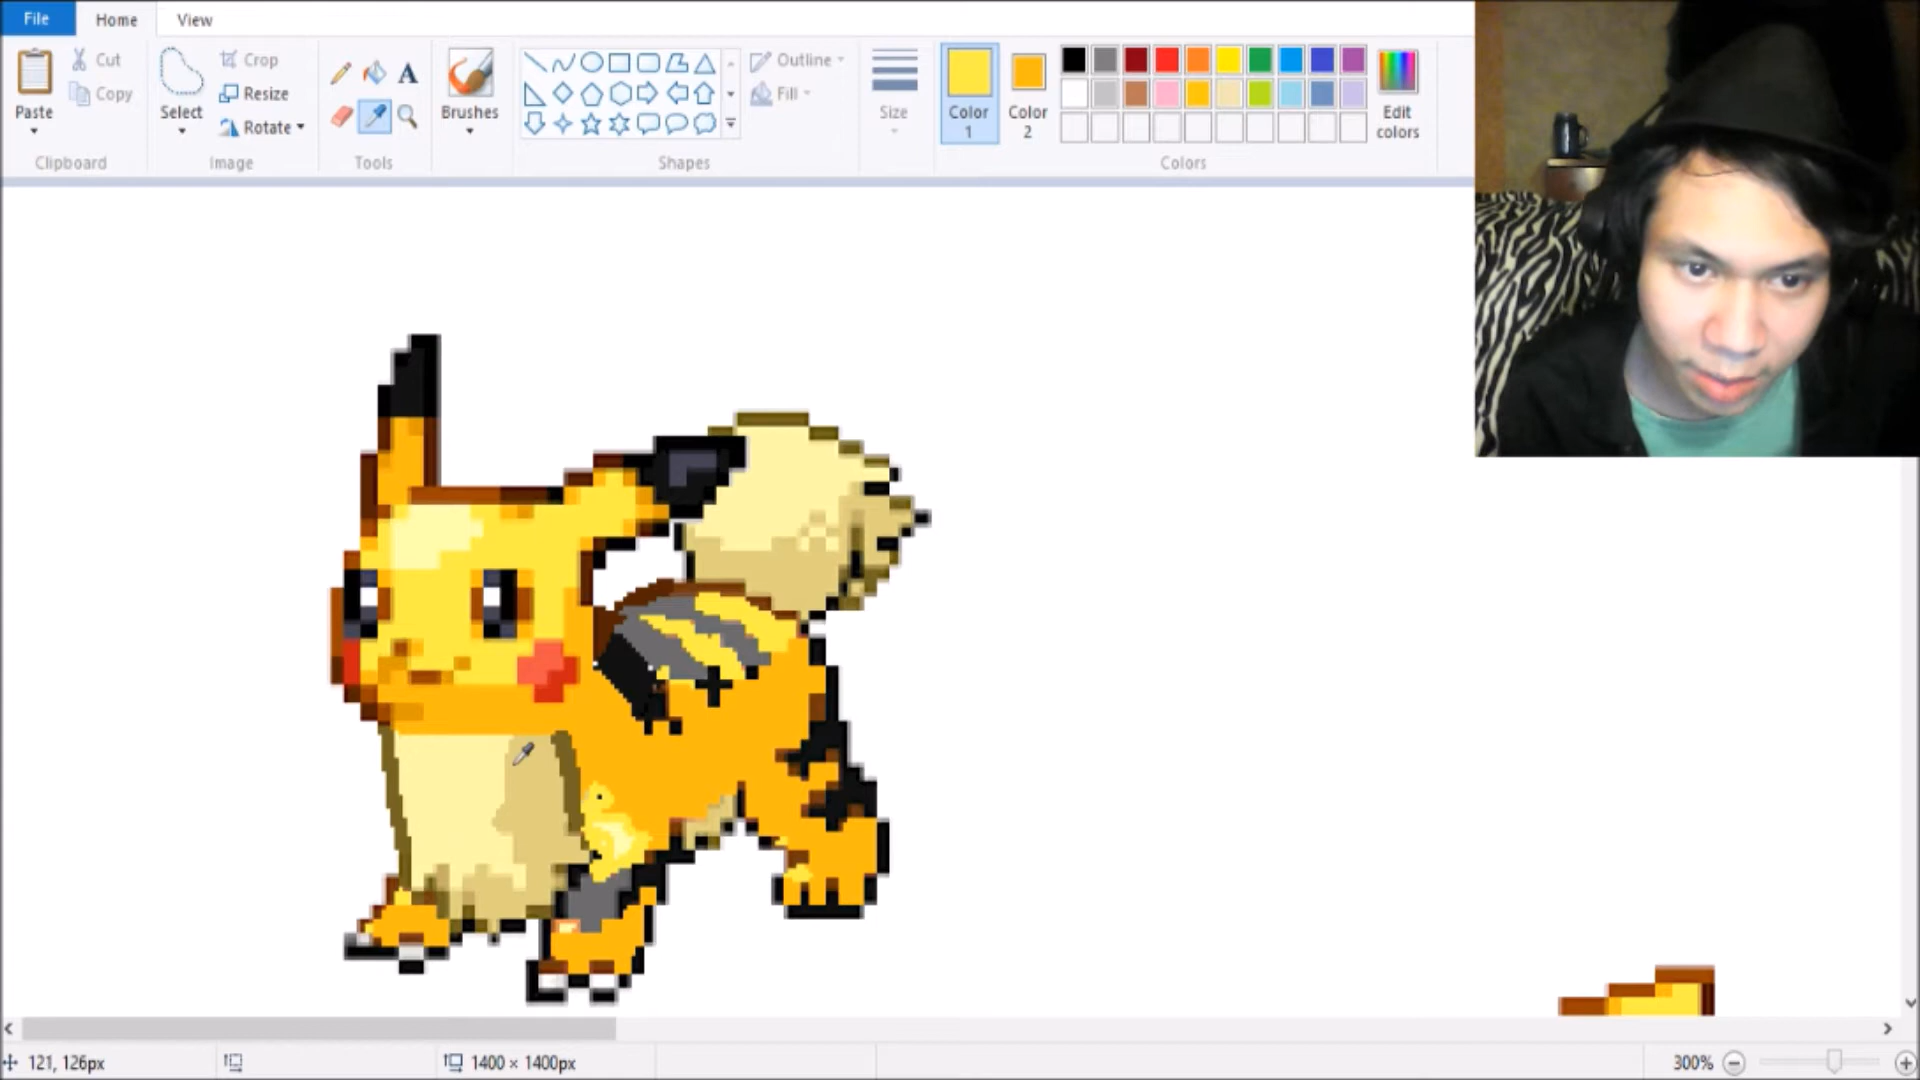 File Home View
Paste
Cut
Copy
Clipboard
Select
Crop
Resize
Rotate
Image
A
Tools
Brushes
Outline
Fill
Shapes
Size
Color 1
Color 2
Edit colors
Colors
121, 126px
1400 × 1400px
300%